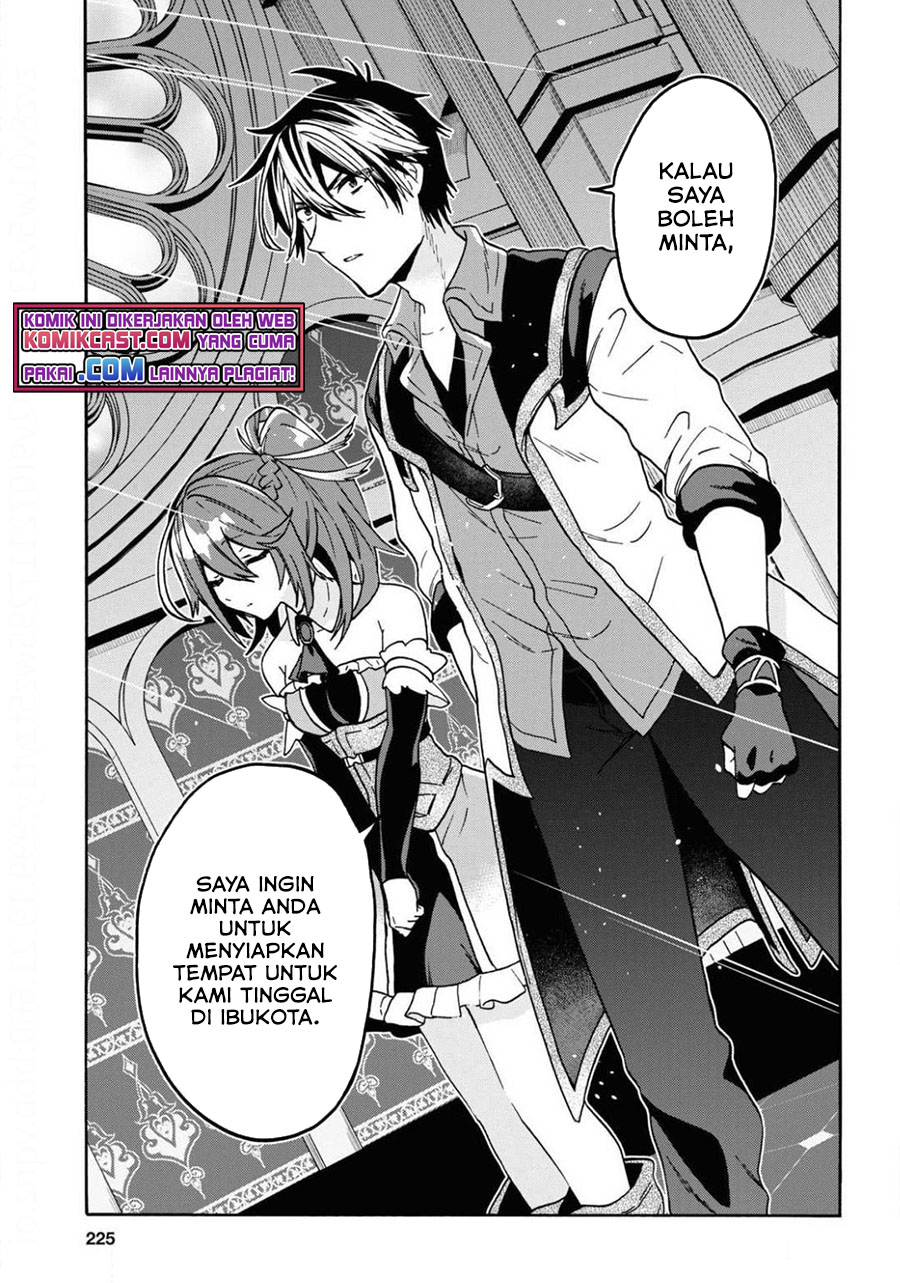 KALAU
SAYA
BOLEH
MINTA,
KOMIK INI DIKERJAKAN OLEH WEB
KOMIKCAST.COM YANG CUMA
PAKAI .COM LAINNYA PLAGIAT!
SAYA INGIN
MINTA ANDA
UNTUK
MENYIAPKAN
TEMPAT UNTUK
KAMI TINGGAL
DI IBUKOTA.
225